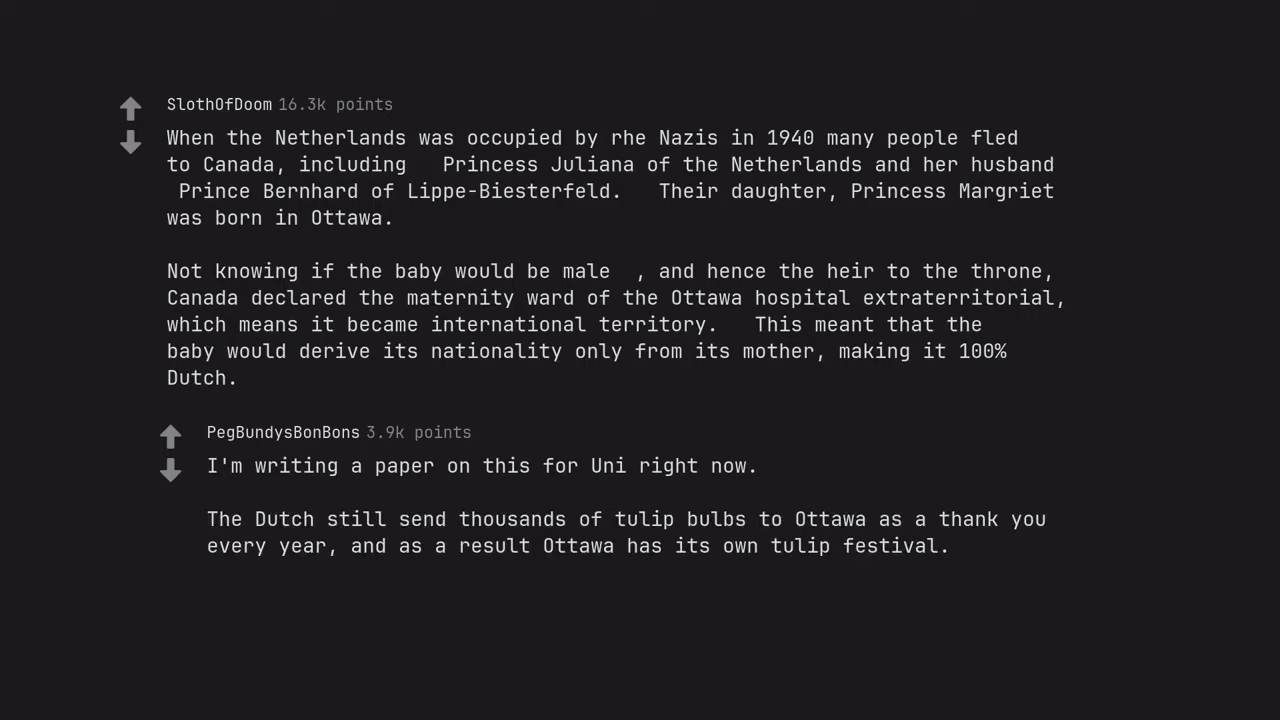 SlothOfDoom 16.3k points
When the Netherlands was occupied by rhe Nazis in 1940 many people fled
to Canada, including   Princess Juliana of the Netherlands and her husband
Prince Bernhard of Lippe-Biesterfeld.   Their daughter, Princess Margriet
was born in Ottawa.
Not knowing if the baby would be male  , and hence the heir to the throne,
Canada declared the maternity ward of the Ottawa hospital extraterritorial,
which means it became international territory.   This meant that the
baby would derive its nationality only from its mother, making it 100%
Dutch.
PegBundysBonBons 3.9k points
I'm writing a paper on this for Uni right now.
The Dutch still send thousands of tulip bulbs to Ottawa as a thank you
every year, and as a result Ottawa has its own tulip festival.